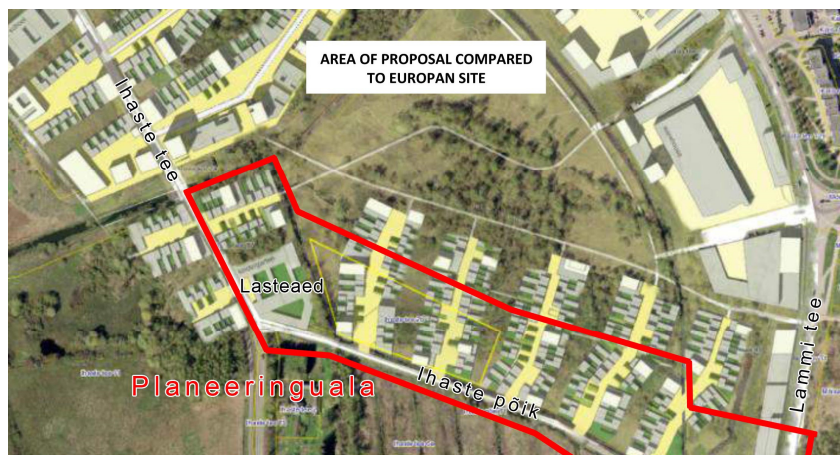 AREA OF PROPOSAL COMPARED
TO EUROPAN SITE
Ihaste tee
Lasteaed
Planeeringuala
Ihaste põik
Lammi tee